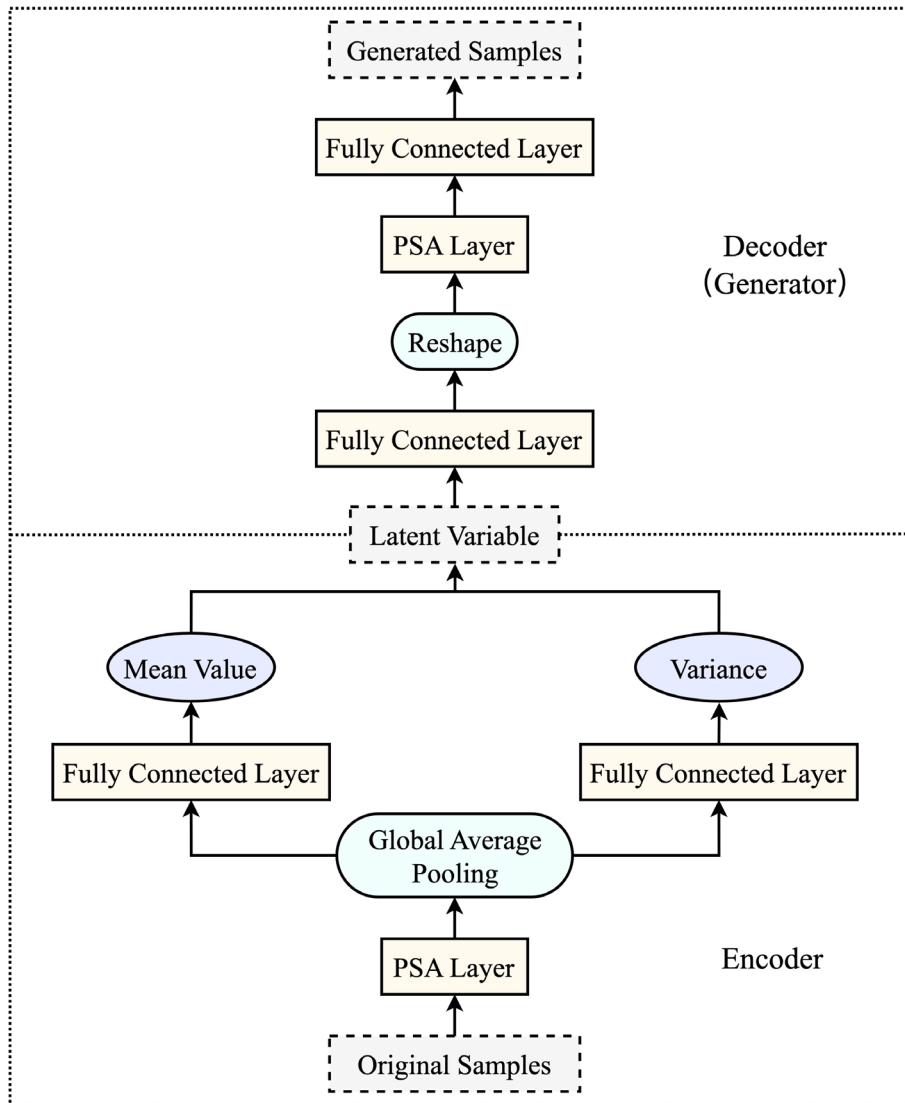 Generated Samples
Fully Connected Layer
PSA Layer
Decoder
(Generator)
Reshape
Fully Connected Layer
Latent Variable
Mean Value
Variance
Fully Connected Layer
Fully Connected Layer
Global Average
Pooling
PSA Layer
Encoder
Original Samples